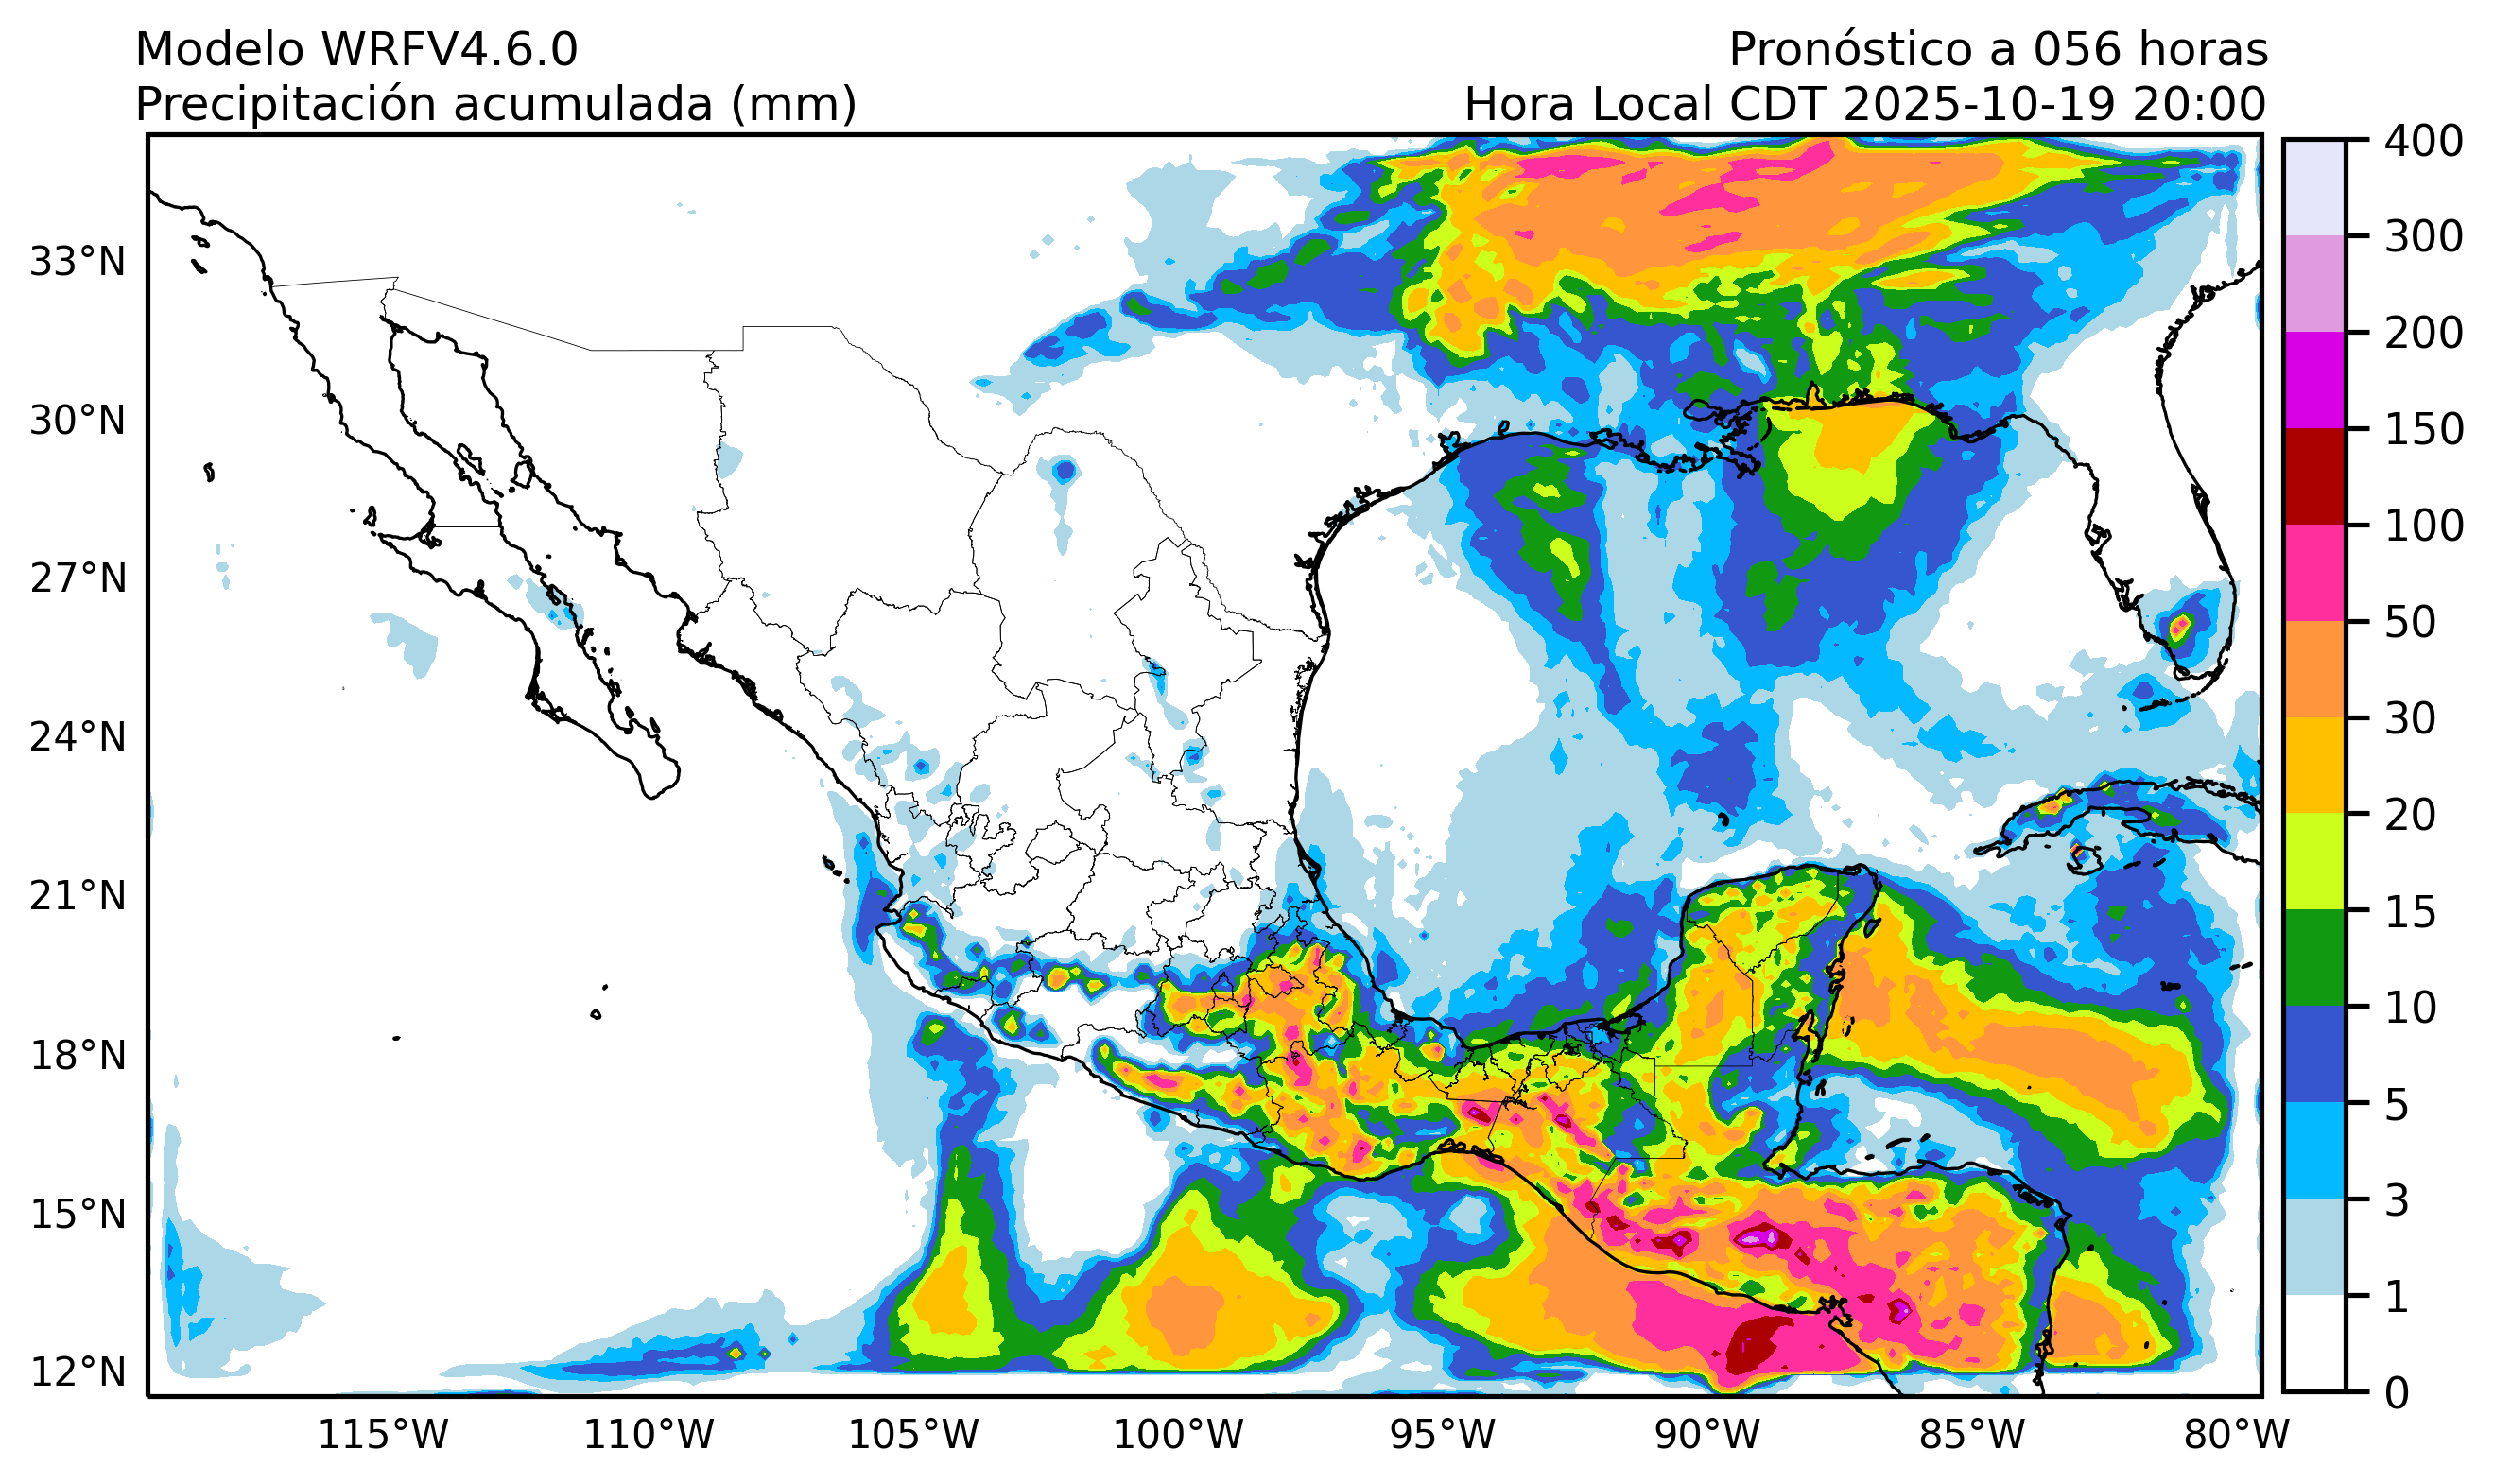 Modelo WRFV4.6.0
Pronóstico a 056 horas
Precipitación acumulada (mm)
Hora Local CDT 2025-10-19 20:00
33°N
30°N
27°N
24°N
21°N
18°N
15°N
12°N
115°W
110°W
105°W
100°W
95°W
90°W
85°W
80°W
400
300
200
150
100
50
30
20
15
10
5
3
1
0